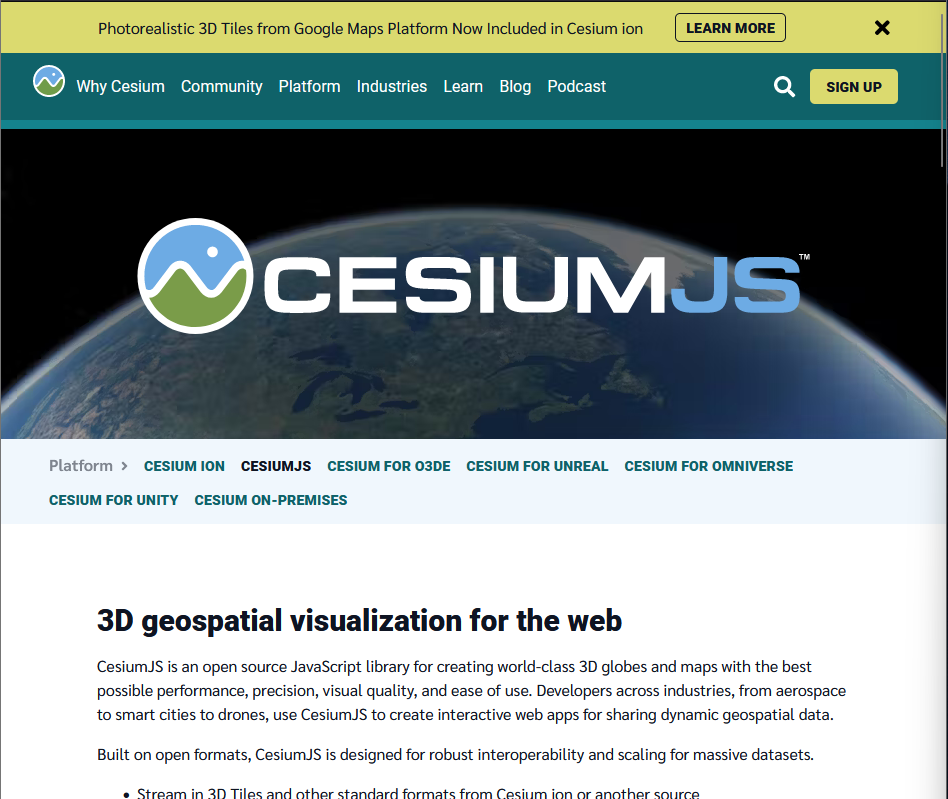 Photorealistic 3D Tiles from Google Maps Platform Now Included in Cesium ion LEARN MORE
Why Cesium Community Platform Industries Learn Blog Podcast SIGN UP
CESIUMJS™
Platform CESIUM ION CESIUMJS CESIUM FOR O3DE CESIUM FOR UNREAL CESIUM FOR OMNIVERSE
CESIUM FOR UNITY CESIUM ON-PREMISES
3D geospatial visualization for the web
CesiumJS is an open source JavaScript library for creating world-class 3D globes and maps with the best
possible performance, precision, visual quality, and ease of use. Developers across industries, from aerospace
to smart cities to drones, use CesiumJS to create interactive web apps for sharing dynamic geospatial data.
Built on open formats, CesiumJS is designed for robust interoperability and scaling for massive datasets.
• Stream in 3D Tiles and other standard formats from Cesium ion or another source